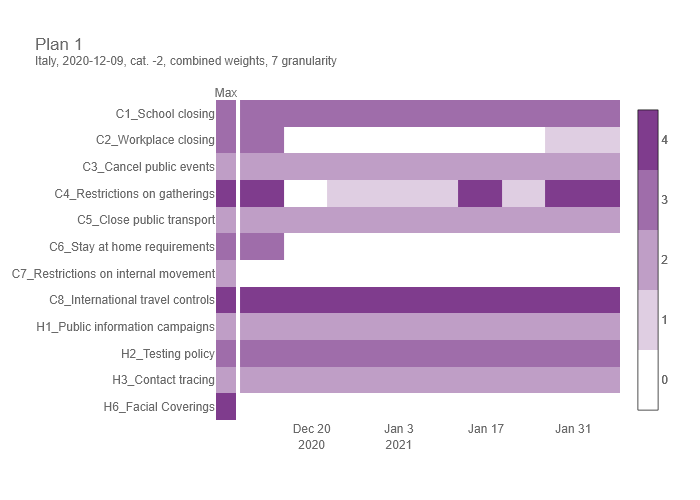 Plan 1
Italy, 2020-12-09, cat. -2, combined weights, 7 granularity
Max
C1_School closing
C2_Workplace closing
C3_Cancel public events
C4_Restrictions on gatherings
C5_Close public transport
C6_Stay at home requirements
C7_Restrictions on internal movement
C8_International travel controls
H1_Public information campaigns
H2_Testing policy
H3_Contact tracing
H6_Facial Coverings
Dec 20
2020
Jan 3
2021
Jan 17
Jan 31
4
3
2
1
0